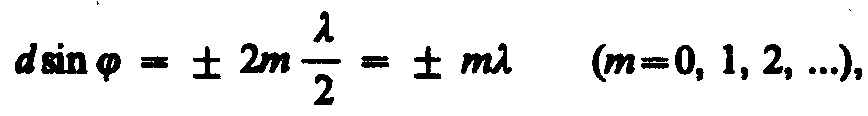 d sin φ = ± 2m λ/2 = ± mλ (m=0, 1, 2, ...),